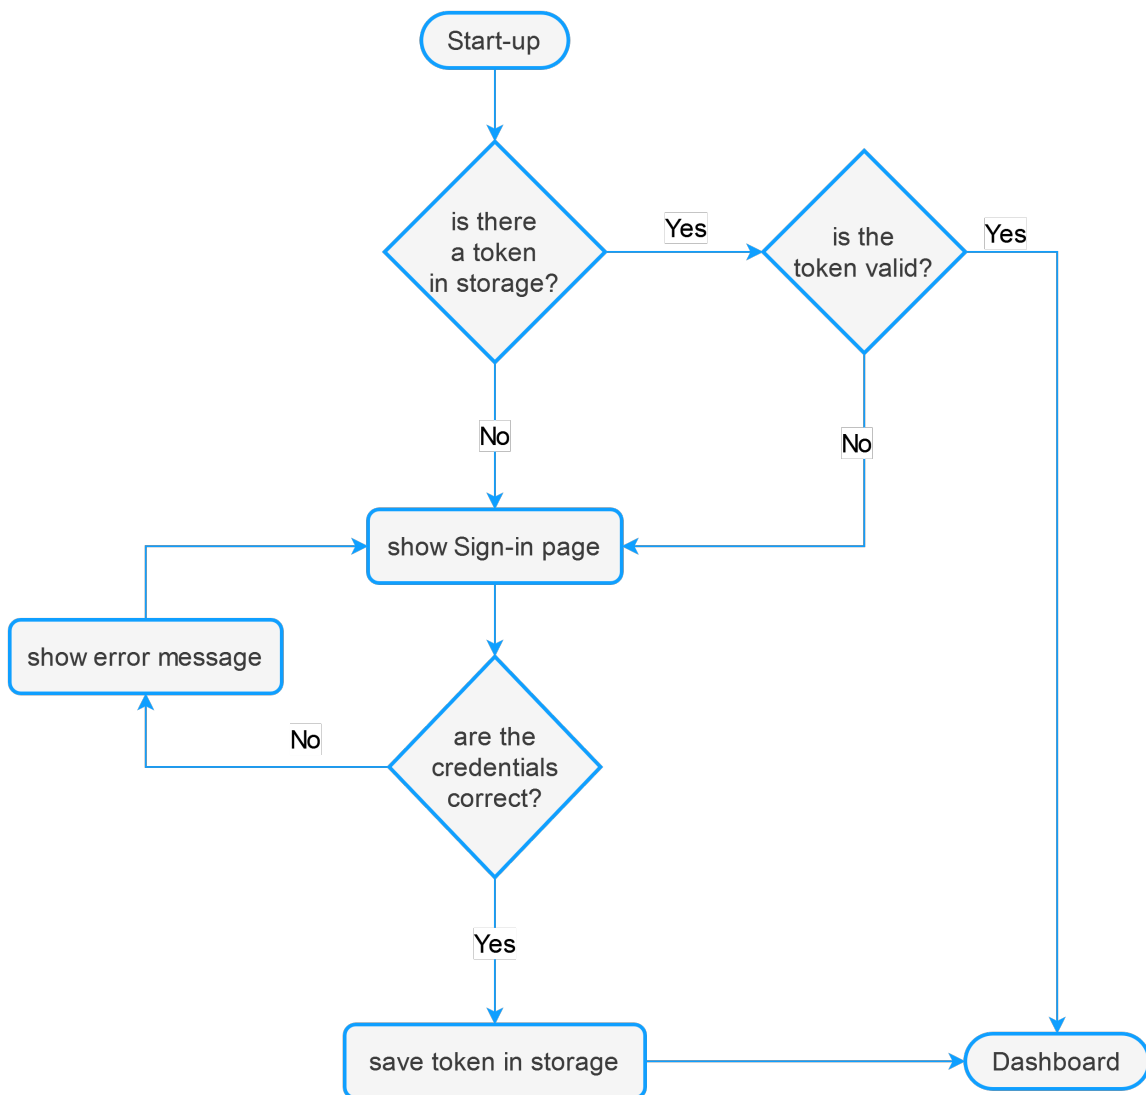 Start-up
is there
a token
in storage?
Yes
is the
token valid?
Yes
No
No
show Sign-in page
show error message
No
are the
credentials
correct?
Yes
save token in storage
Dashboard